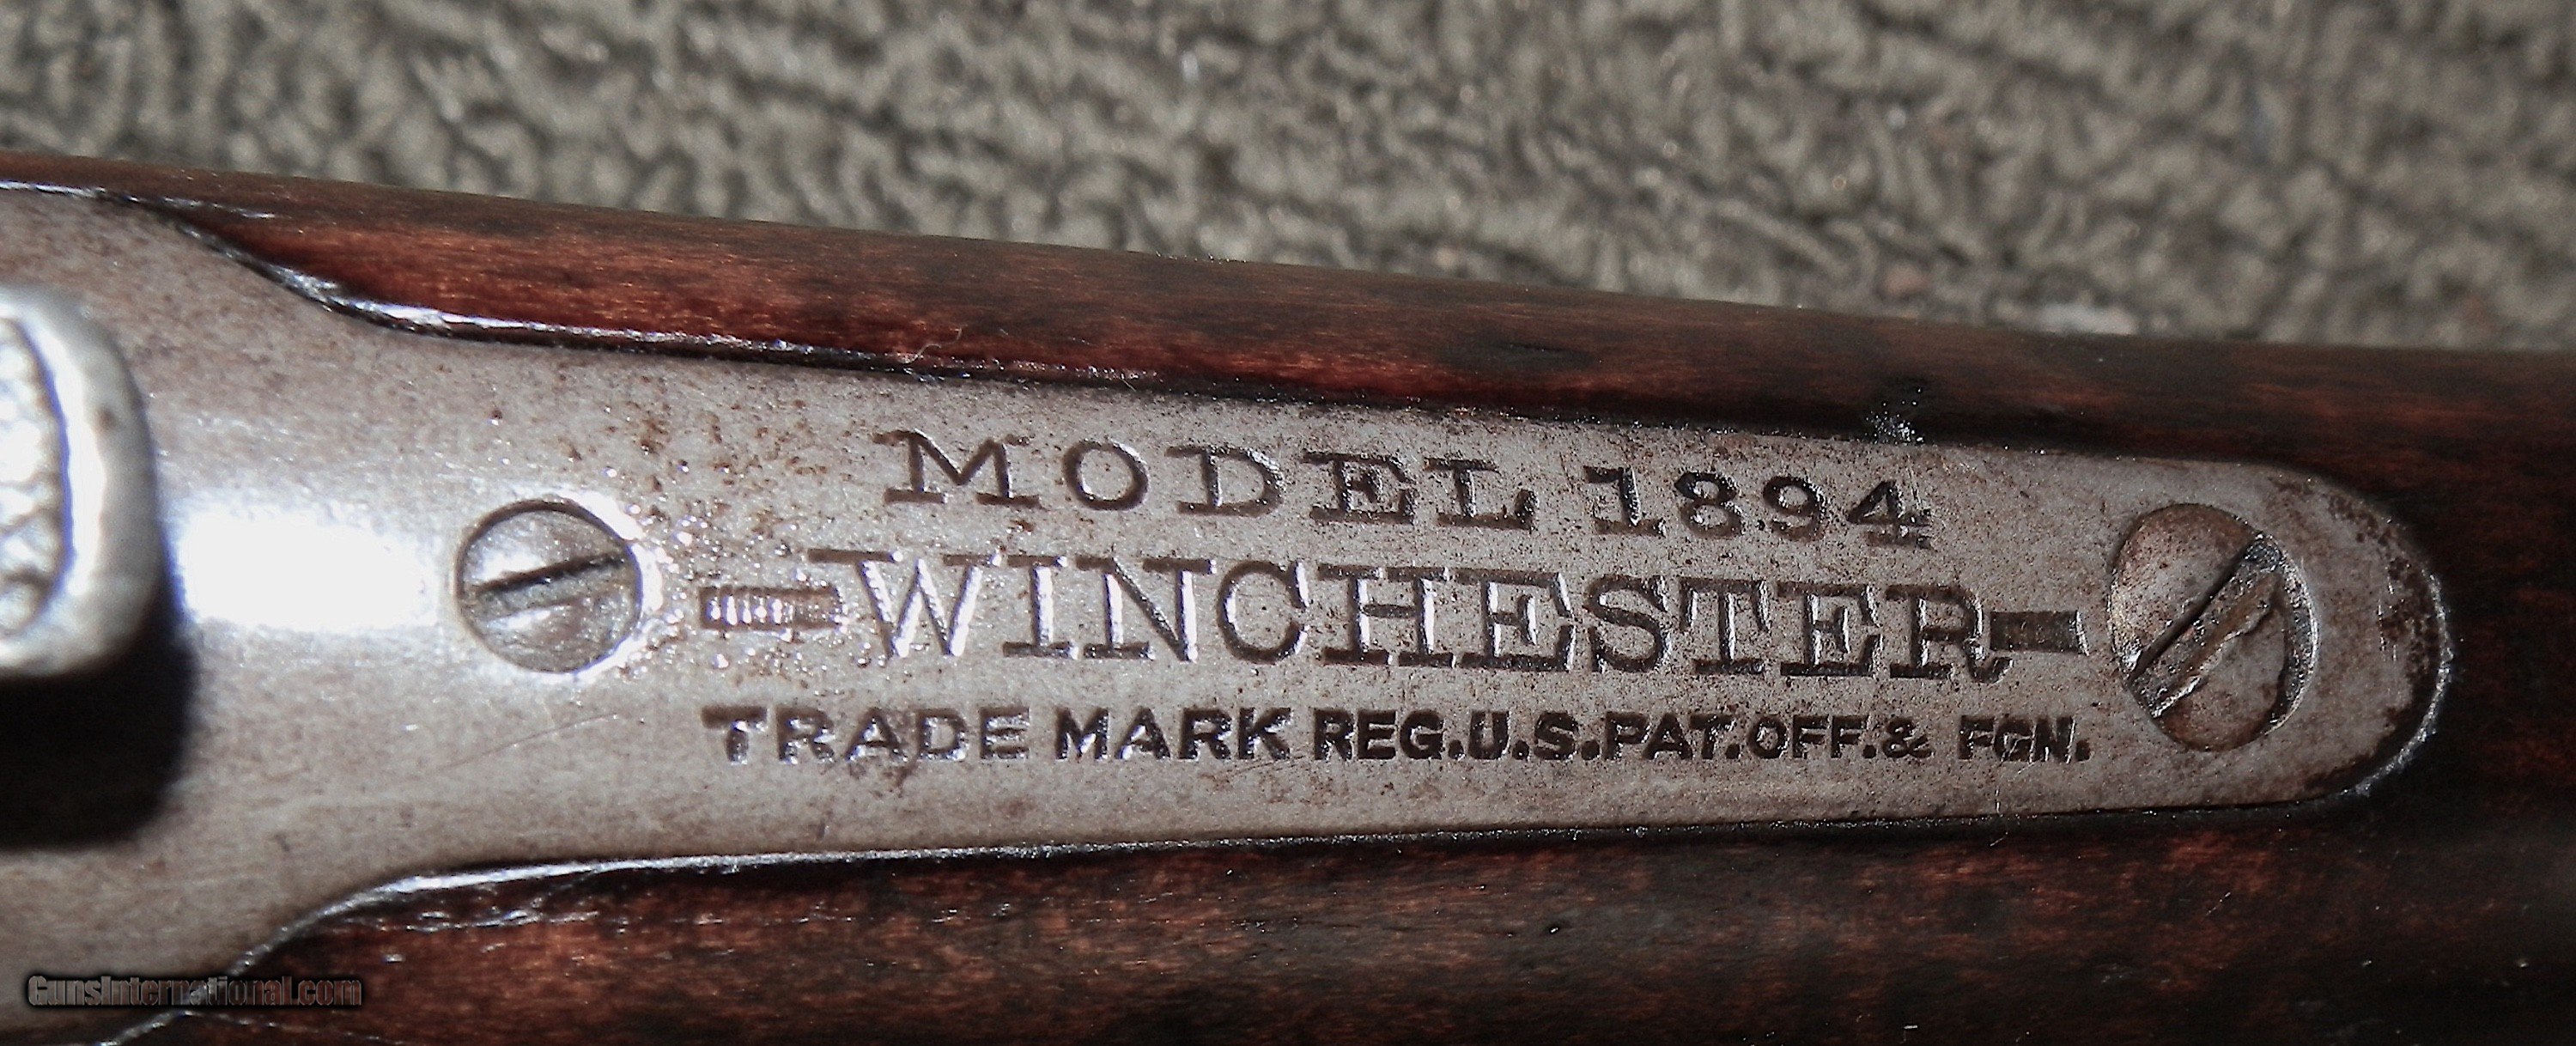 MODEL 1894
WINCHESTER
TRADE MARK REG.U.S.PAT.OFF.& FGN.
GunsInternational.com